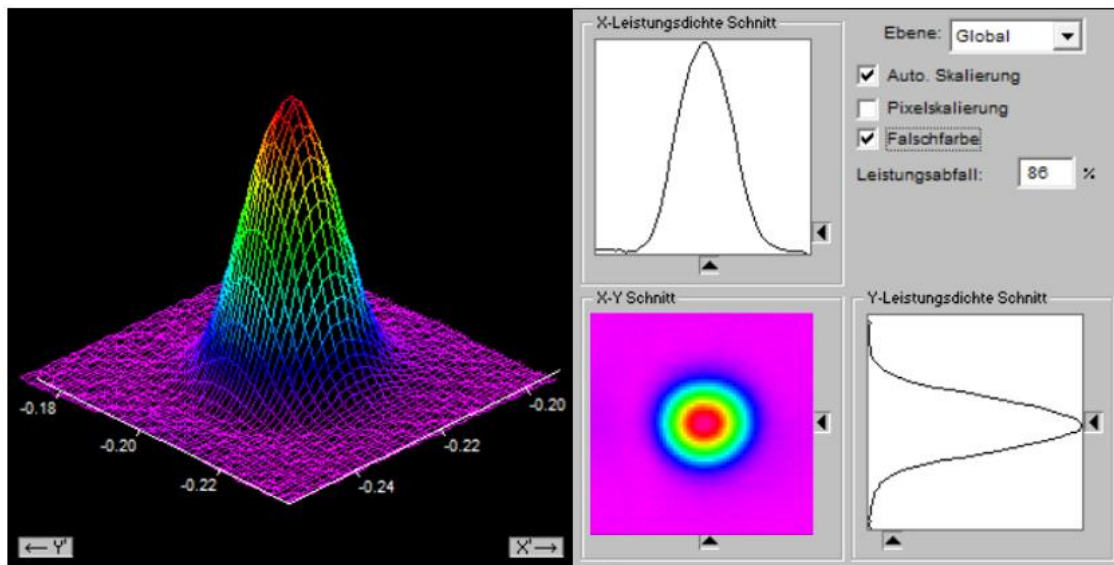 -0.18
-0.20
-0.22
-0.20
-0.22
-0.24
← Y'
X' →
X-Leistungsdichte Schnitt
Ebene: Global
Auto. Skalierung
Pixelskalierung
Falschfarbe
Leistungsabfall: 86 %
X-Y Schnitt
Y-Leistungsdichte Schnitt